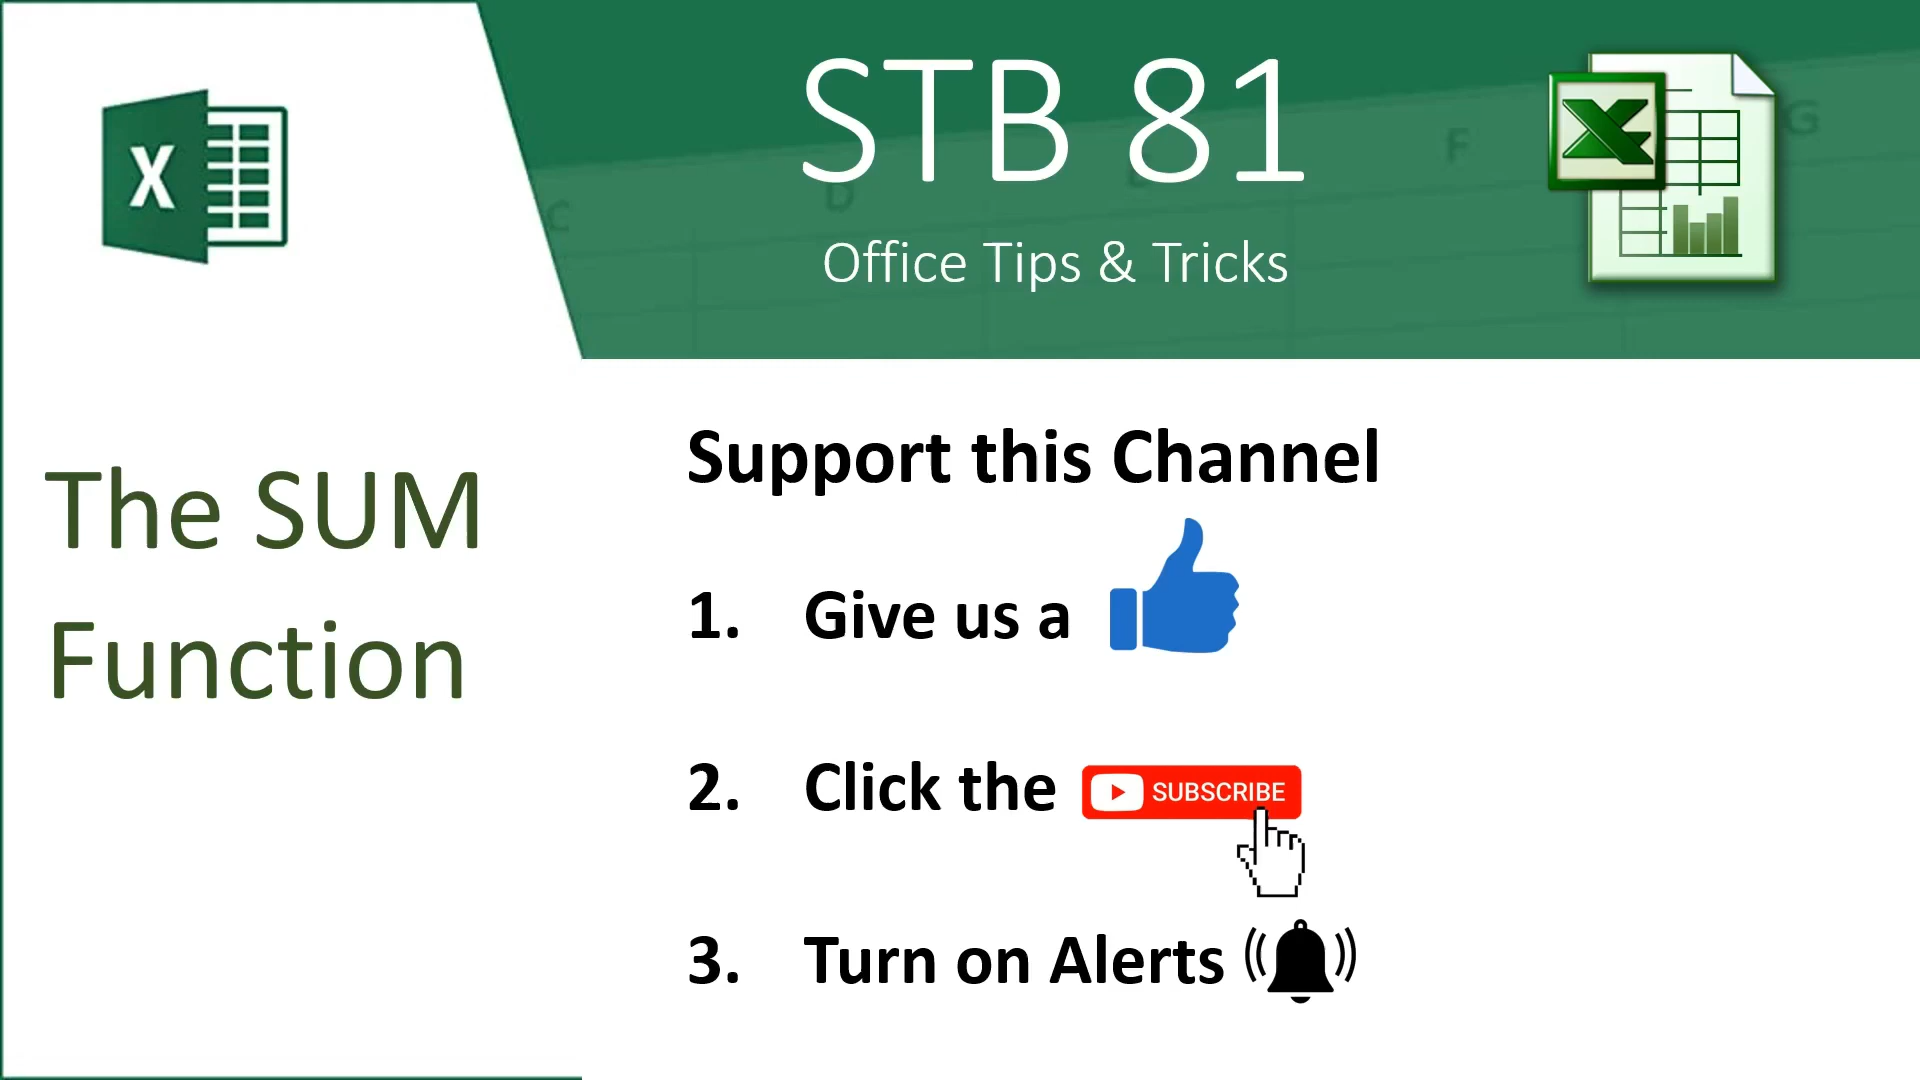 STB 81
Office Tips & Tricks
The SUM
Function
Support this Channel
1. Give us a
2. Click the SUBSCRIBE
3. Turn on Alerts